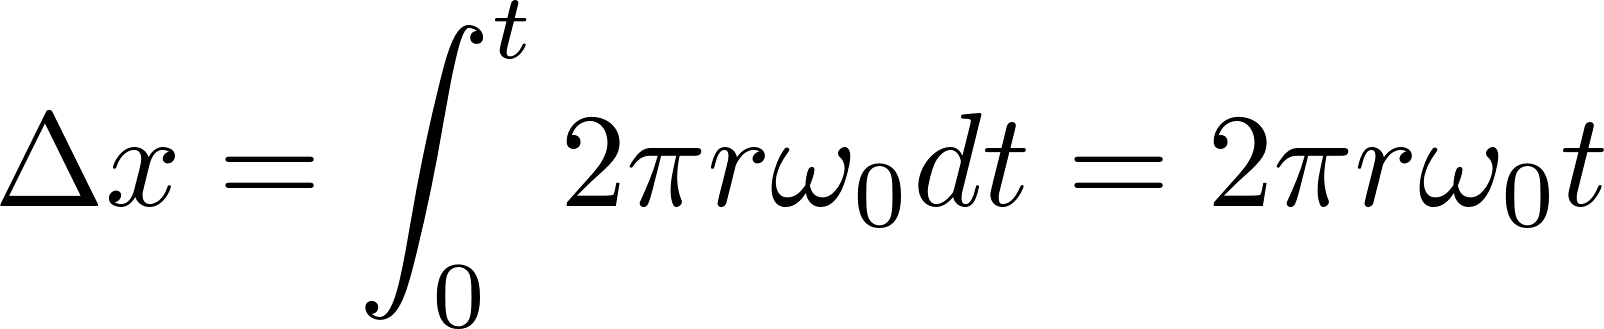 Δx = ∫₀ᵗ 2πrω₀dt = 2πrω₀t